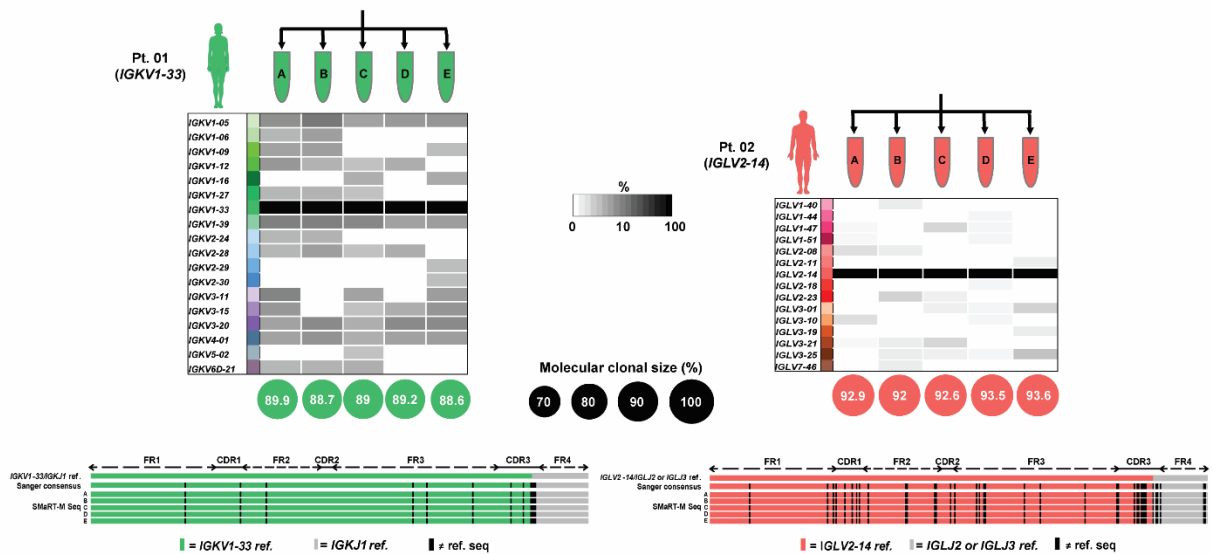 Pt. 01
(IGKV1-33)
A B C D E
IGKV1-05
IGKV1-06
IGKV1-09
IGKV1-12
IGKV1-16
IGKV1-27
IGKV1-33
IGKV1-39
IGKV2-24
IGKV2-28
IGKV2-29
IGKV2-30
IGKV3-11
IGKV3-15
IGKV3-20
IGKV4-01
IGKV5-02
IGKV6D-21
89.9 88.7 89 89.2 88.6
%
0 10 100
Molecular clonal size (%)
70 80 90 100
Pt. 02
(IGLV2-14)
A B C D E
IGLV1-40
IGLV1-44
IGLV1-47
IGLV1-51
IGLV2-08
IGLV2-11
IGLV2-14
IGLV2-18
IGLV2-23
IGLV3-01
IGLV3-10
IGLV3-19
IGLV3-21
IGLV3-25
IGLV7-46
92.9 92 92.6 93.5 93.6
FR1 CDR1 FR2 CDR2 FR3 CDR3 FR4
IGKV1-33/IGKJ1 ref.
Sanger consensus
SMaRT-M Seq
A
B
C
D
E
= IGKV1-33 ref. = IGKJ1 ref. = ≠ ref. seq
FR1 CDR1 FR2 CDR2 FR3 CDR3 FR4
IGLV2-14/IGLJ2 or IGLJ3 ref.
Sanger consensus
SMaRT-M Seq
A
B
C
D
E
= IGLV2-14 ref. = IGLJ2 or IGLJ3 ref. = ≠ ref. seq